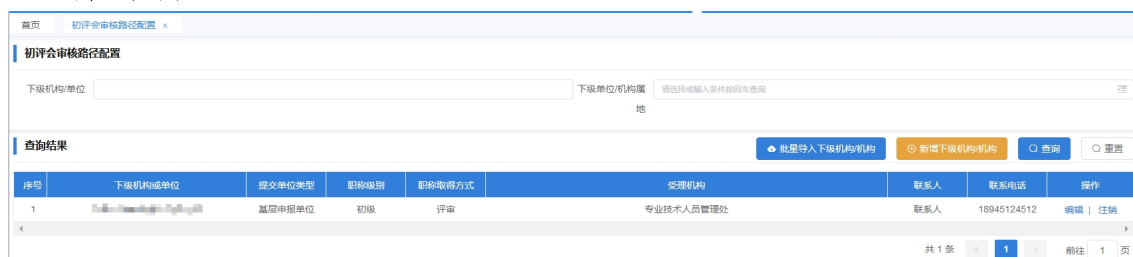 首页 初评会审核路径配置 ×
初评会审核路径配置
下级机构/单位 下级单位/机构属地 请选择或输入条件按回车查询
查询结果 批量导入下级机构/机构 新增下级机构/机构 查询 重置
序号 下级机构或单位 提交单位类型 职称级别 职称取得方式 受理机构 联系人 联系电话 操作
1 基层申报单位 初级 评审 专业技术人员管理处 联系人 18945124512 编辑 | 注销
共 1 条 < 1 > 前往 1 页